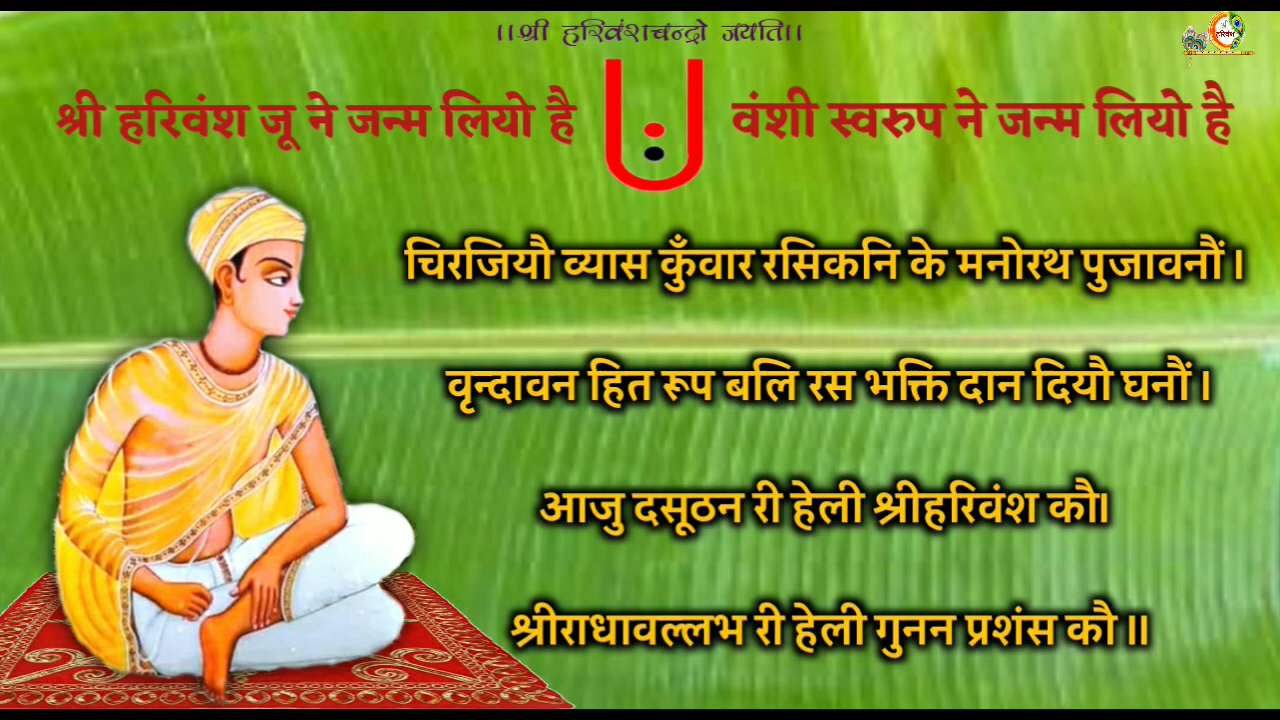 ।।श्री हरिवंशचन्द्रो जयति।।
हरिवंश
श्री हरिवंश जू ने जन्म लियो है वंशी स्वरुप ने जन्म लियो है
चिरजियौ व्यास कुँवार रसिकनि के मनोरथ पुजावनौं ।
वृन्दावन हित रूप बलि रस भक्ति दान दियौ घनौं ।
आजु दसूठन री हेली श्रीहरिवंश कौ।
श्रीराधावल्लभ री हेली गुनन प्रशंस कौ ॥